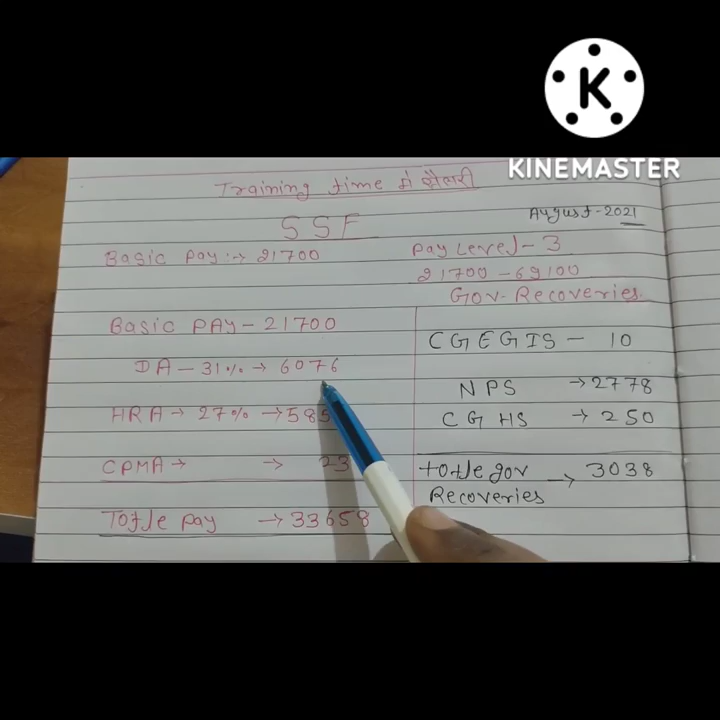 K
KINEMASTER
Training time में सैलरी
SSF
August-2021
Basic Pay:→ 21700
Pay Level-3
21700-69100
Gov-Recoveries
Basic PAY-21700
CGEGIS - 10
DA-31% → 6076
NPS → 2778
HRA → 27% → 585
CGHS → 250
CPMA → → 23
totle gov → 3038
Recoveries
Totle pay → 33658